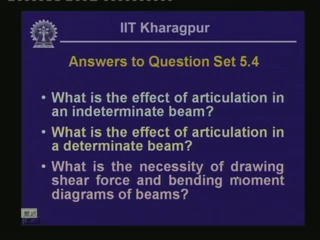 IIT Kharagpur
Answers to Question Set 5.4
• What is the effect of articulation in
an indeterminate beam?
• What is the effect of articulation in
a determinate beam?
• What is the necessity of drawing
shear force and bending moment
diagrams of beams?